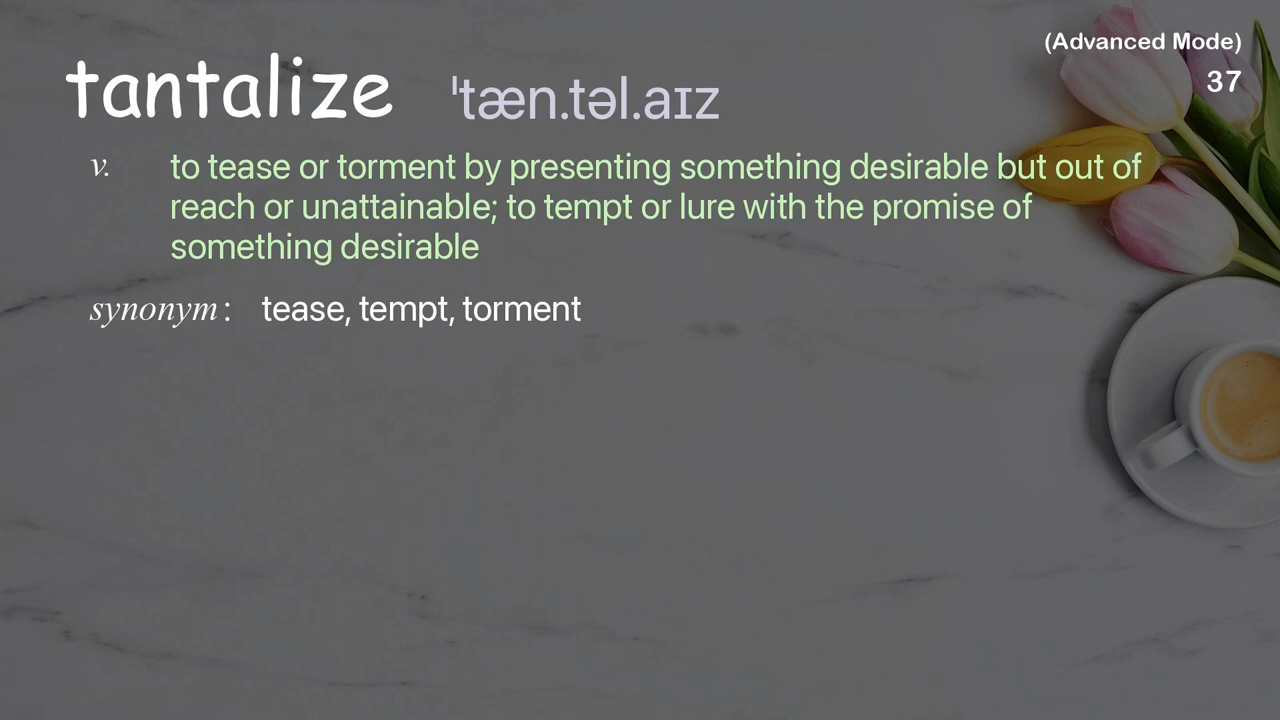 (Advanced Mode)
37
tantalize ˈtæn.təl.aɪz
v. to tease or torment by presenting something desirable but out of
reach or unattainable; to tempt or lure with the promise of
something desirable
synonym: tease, tempt, torment